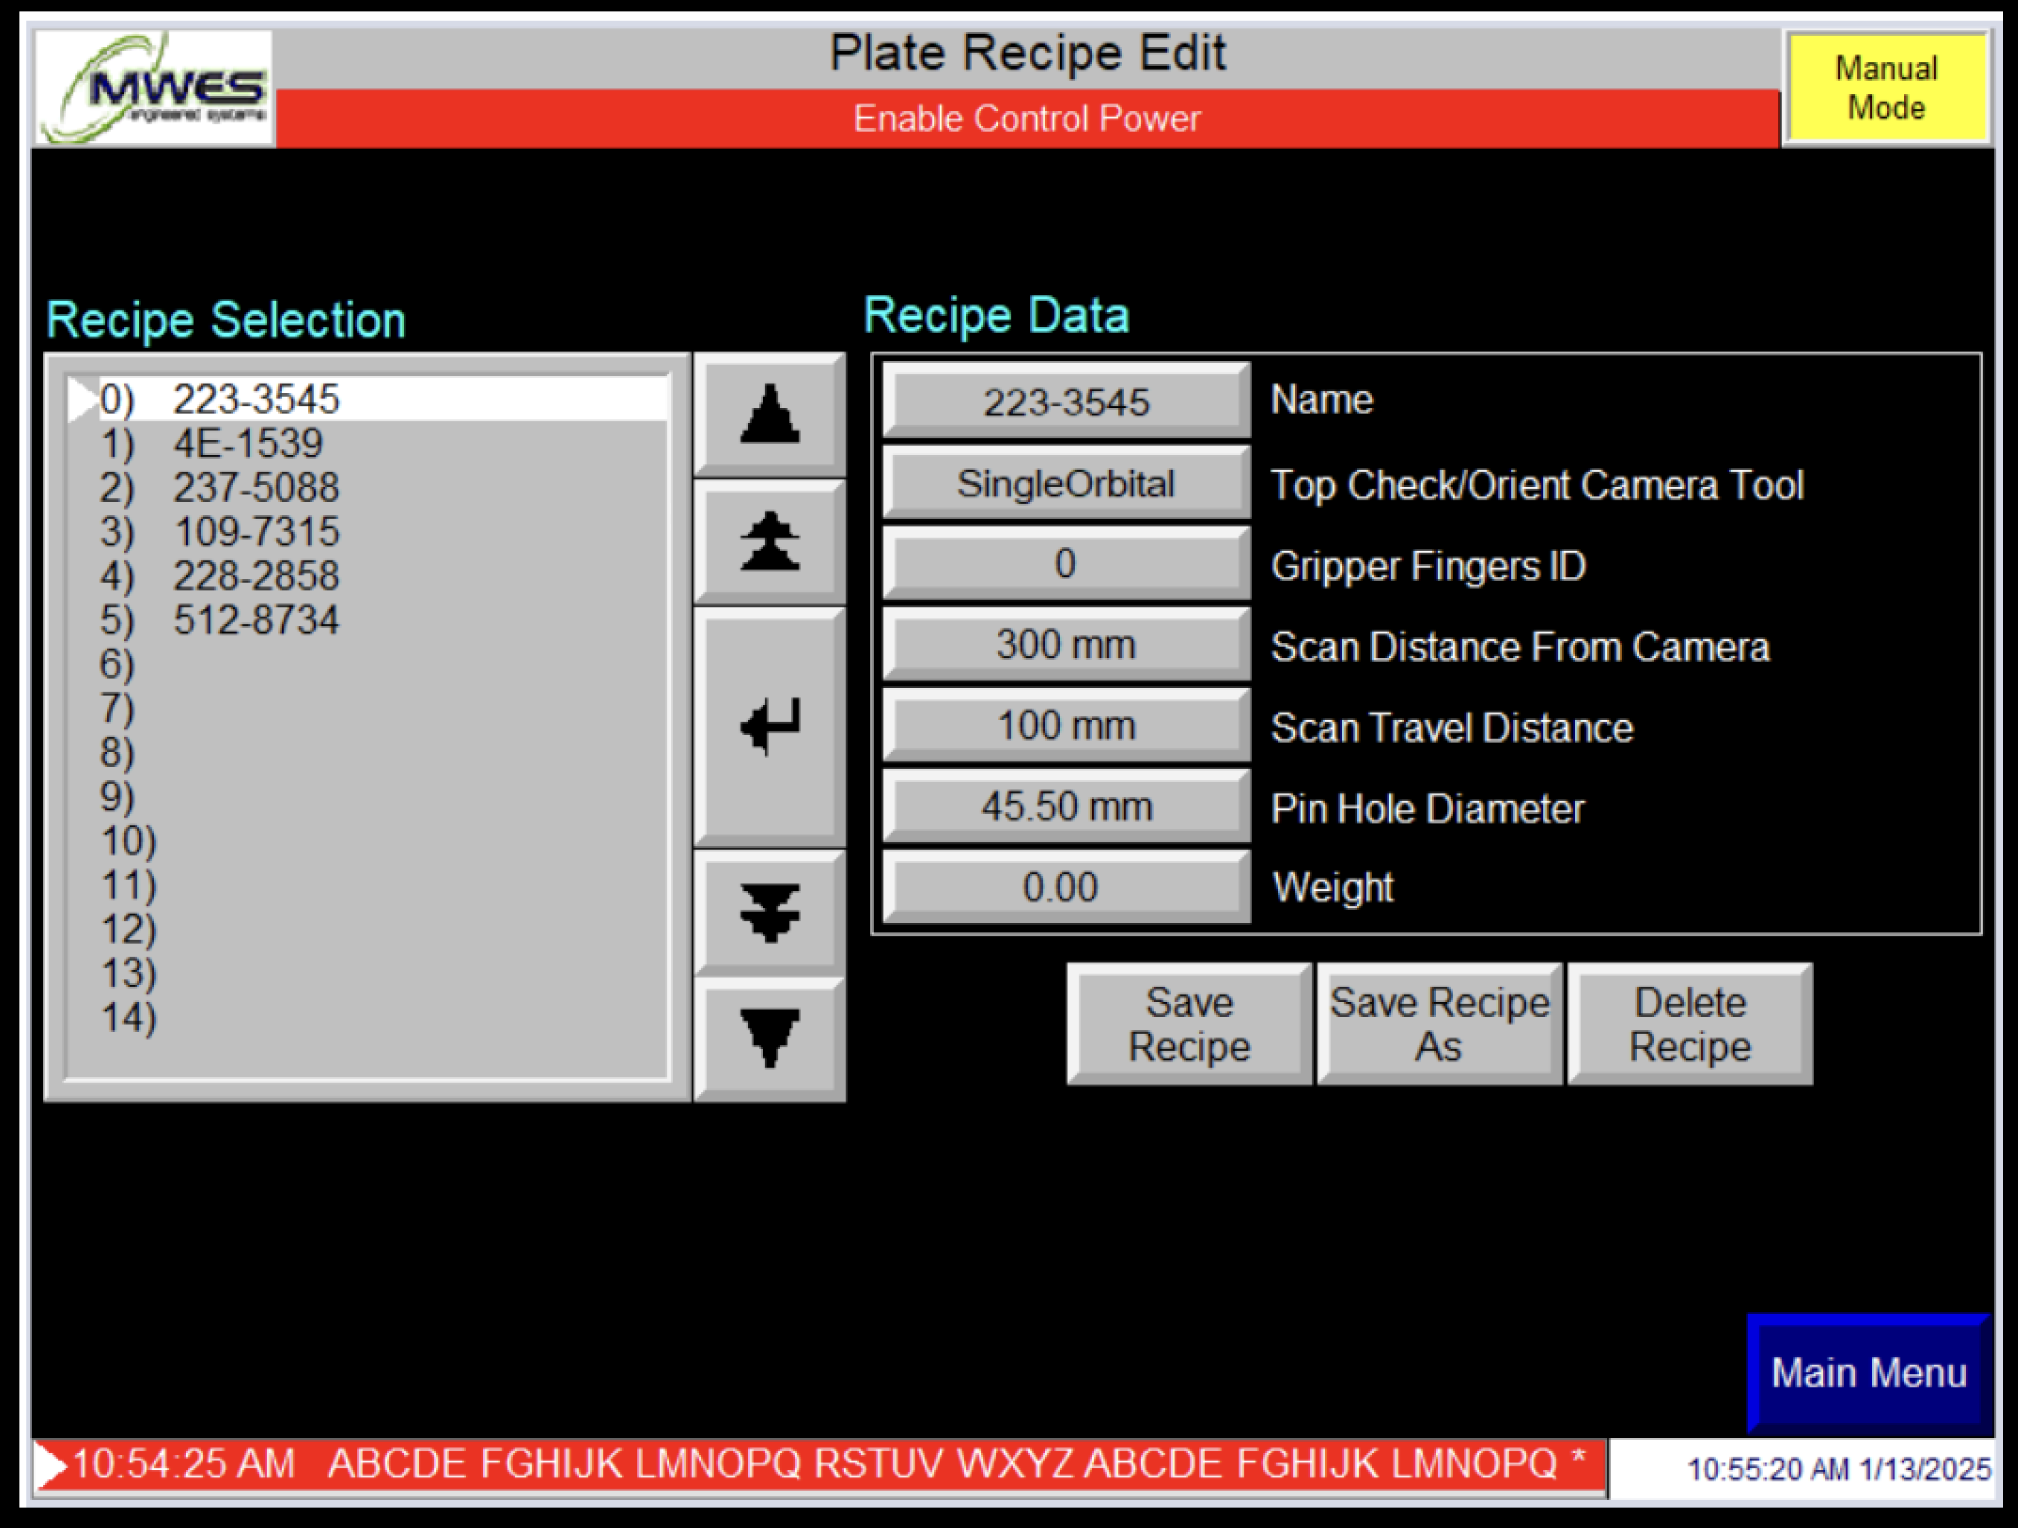 MWES
engineered systems
Plate Recipe Edit
Enable Control Power
Manual
Mode
Recipe Selection
0) 223-3545
1) 4E-1539
2) 237-5088
3) 109-7315
4) 228-2858
5) 512-8734
6)
7)
8)
9)
10)
11)
12)
13)
14)
Recipe Data
223-3545 Name
SingleOrbital Top Check/Orient Camera Tool
0 Gripper Fingers ID
300 mm Scan Distance From Camera
100 mm Scan Travel Distance
45.50 mm Pin Hole Diameter
0.00 Weight
Save
Recipe
Save Recipe
As
Delete
Recipe
Main Menu
10:54:25 AM ABCDE FGHIJK LMNOPQ RSTUV WXYZ ABCDE FGHIJK LMNOPQ *
10:55:20 AM 1/13/2025